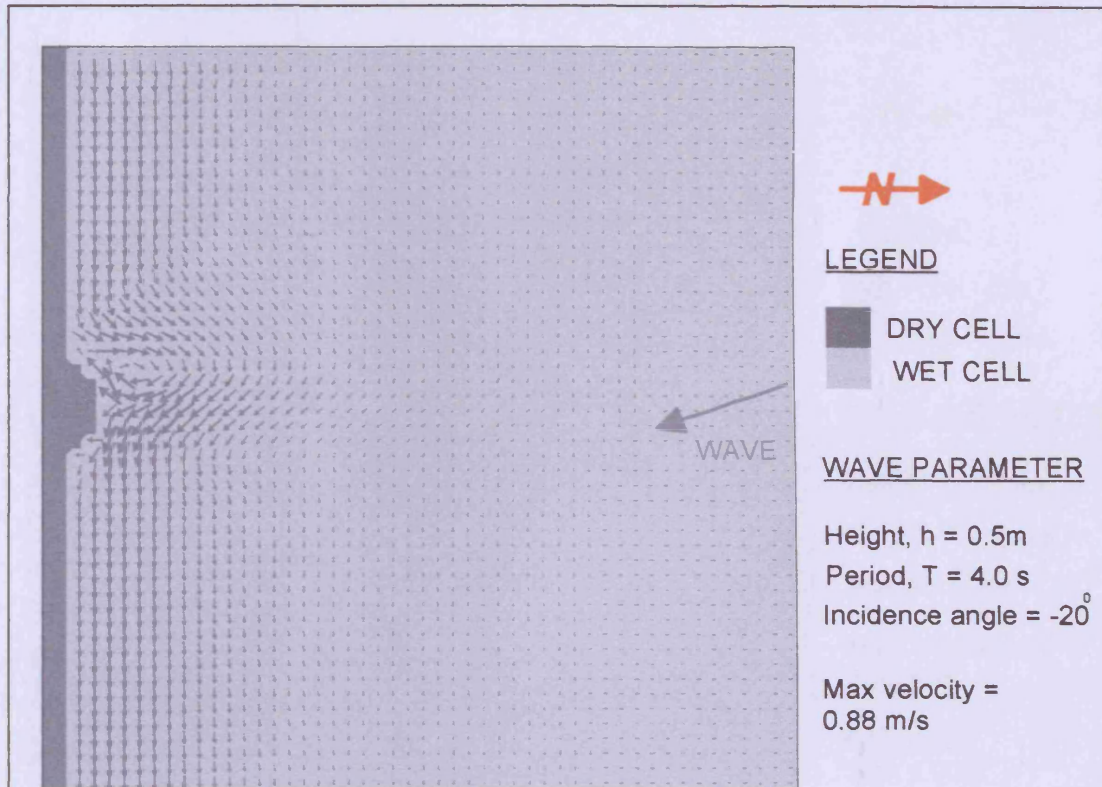 N
LEGEND
DRY CELL
WET CELL
WAVE
WAVE PARAMETER
Height, h = 0.5m
Period, T = 4.0 s
Incidence angle = -20°
Max velocity =
0.88 m/s